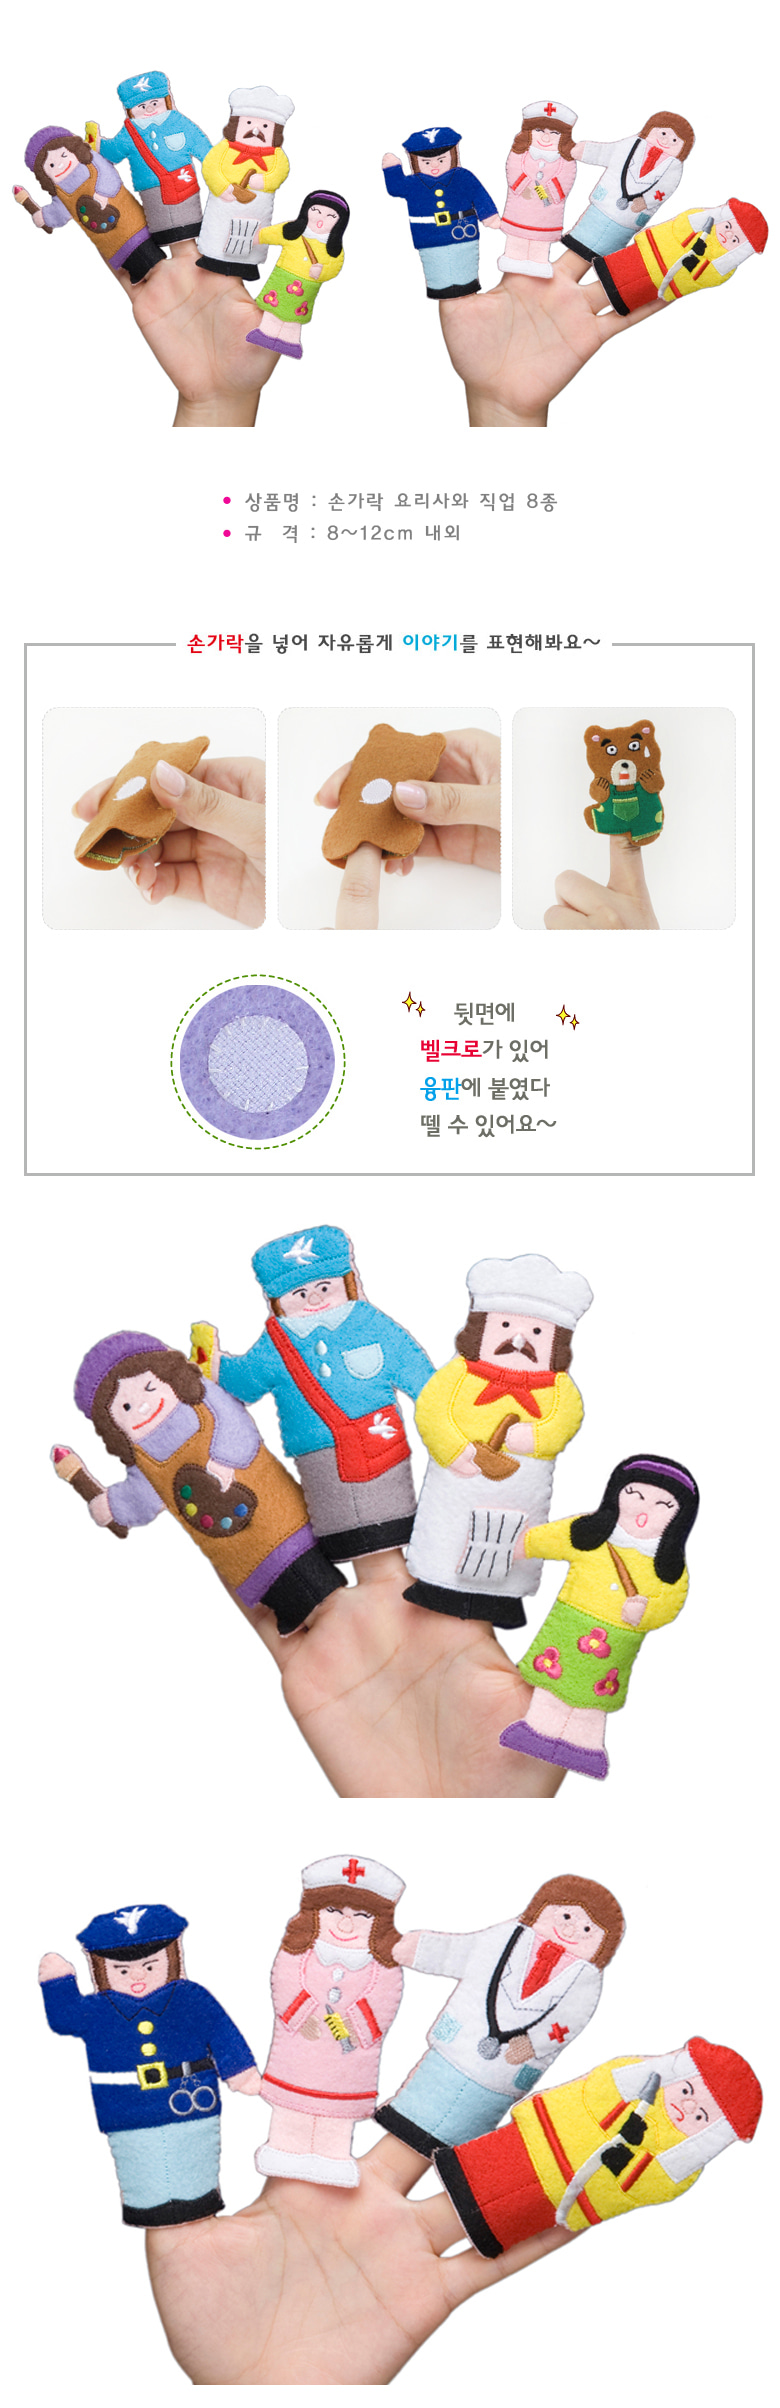 상품명 : 손가락 요리사와 직업 8종
규 격 : 8~12cm 내외
손가락을 넣어 자유롭게 이야기를 표현해봐요~
뒷면에
벨크로가 있어
융판에 붙였다
뗄 수 있어요~